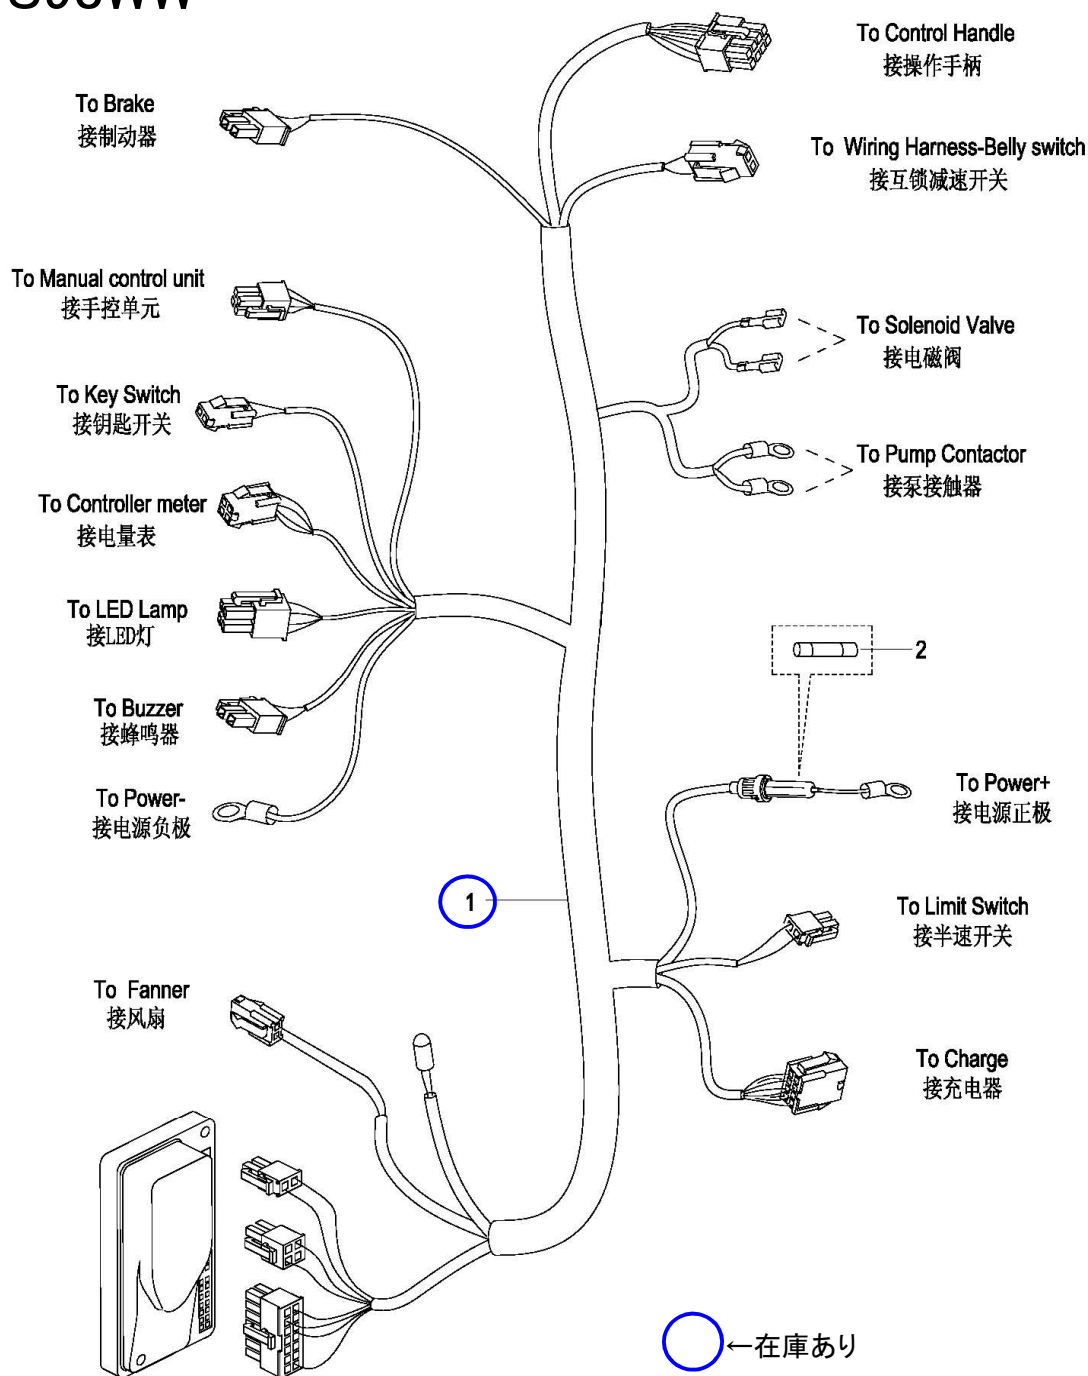 To Control Handle
接操作手柄
To Brake
接制动器
To Wiring Harness-Belly switch
接互锁减速开关
To Manual control unit
接手控单元
To Solenoid Valve
接电磁阀
To Key Switch
接钥匙开关
To Pump Contactor
接泵接触器
To Controller meter
接电量表
To LED Lamp
接LED灯
2
To Buzzer
接蜂鸣器
To Power-
接电源负极
To Power+
接电源正极
1
To Limit Switch
接半速开关
To Fanner
接风扇
To Charge
接充电器
←在庫あり